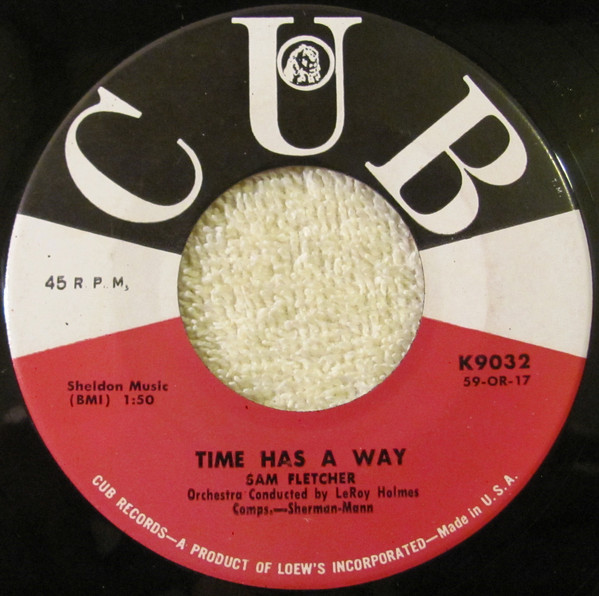 CUB
45 R.P.M.
K9032
59-OR-17
Sheldon Music
(BMI) 1:50
TIME HAS A WAY
SAM FLETCHER
Orchestra Conducted by LeRoy Holmes
Comps.—Sherman-Mann
CUB RECORDS—A PRODUCT OF LOEW'S INCORPORATED—Made in U.S.A.